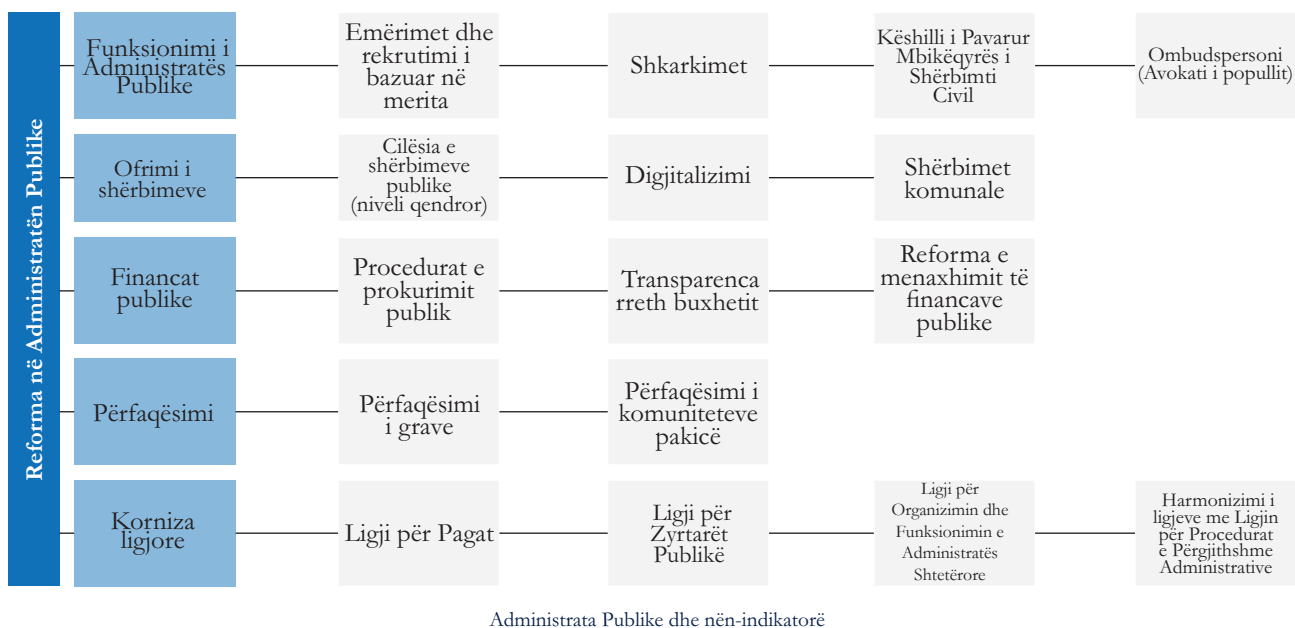 Reforma në Administratën Publike
Funksionimi i
Administratës
Publike
Emërimet dhe
rekrutimi i
bazuar në
merita
Shkarkimet
Këshilli i Pavarur
Mbikëqyrës i
Shërbimti
Civil
Ombudspersoni
(Avokati i popullit)
Ofrimi i
shërbimeve
Cilësia e
shërbimeve
publike
(niveli qendror)
Digjitalizimi
Shërbimet
komunale
Financat
publike
Procedurat e
prokurimit
publik
Transparenca
rreth buxhetit
Reforma e
menaxhimit të
financave
publike
Përfaqësimi
Përfaqësimi
i grave
Përfaqësimi i
komuniteteve
pakicë
Korniza
ligjore
Ligji për Pagat
Ligji për
Zyrtarët
Publikë
Ligji për
Organizimin dhe
Funksionimin e
Administratës
Shtetërore
Harmonizimi i
ligjeve me Ligjin
për Procedurat
e Përgjithshme
Administrative
Administrata Publike dhe nën-indikatorë